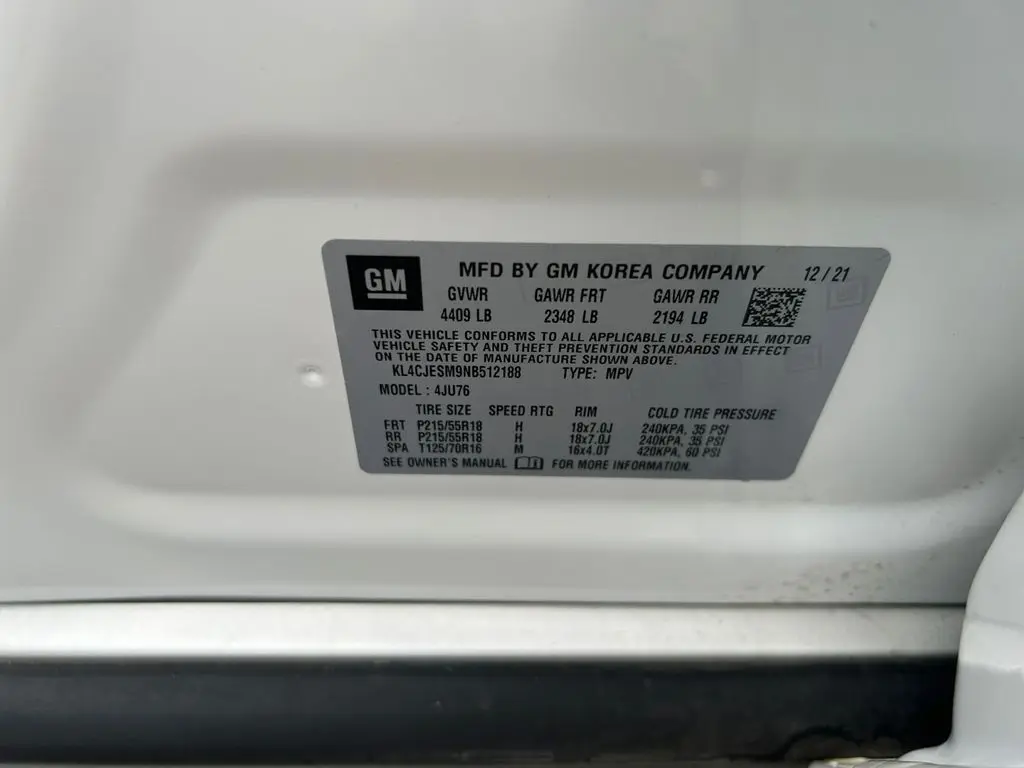 GM MFD BY GM KOREA COMPANY 12/21
GVWR GAWR FRT GAWR RR
4409 LB 2348 LB 2194 LB
THIS VEHICLE CONFORMS TO ALL APPLICABLE U.S. FEDERAL MOTOR
VEHICLE SAFETY AND THEFT PREVENTION STANDARDS IN EFFECT
ON THE DATE OF MANUFACTURE SHOWN ABOVE.
KL4CJESM9NB512188 TYPE: MPV
MODEL : 4JU76
TIRE SIZE SPEED RTG RIM COLD TIRE PRESSURE
FRT P215/55R18 H 18x7.0J 240KPA, 35 PSI
RR P215/55R18 H 18x7.0J 240KPA, 35 PSI
SPA T125/70R16 M 16x4.0T 420KPA, 60 PSI
SEE OWNER'S MANUAL FOR MORE INFORMATION.